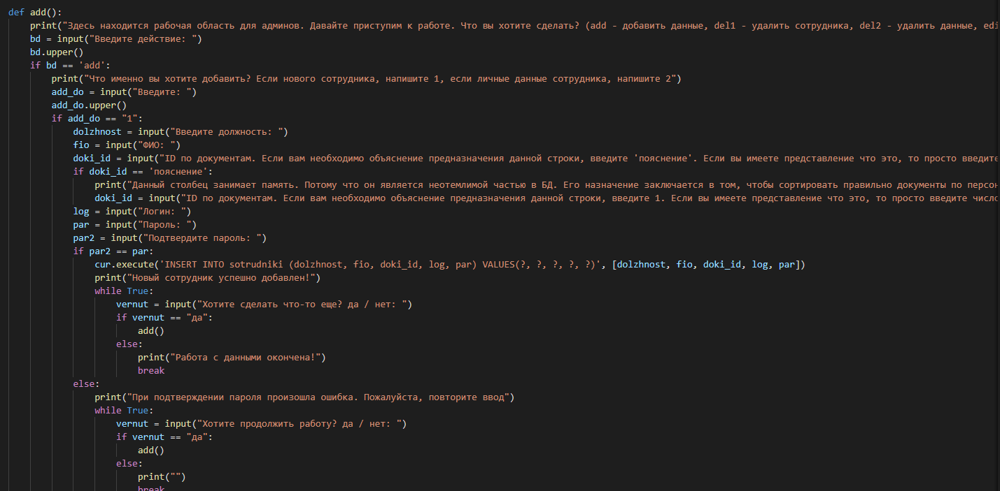 def add():
print("Здесь находится рабочая область для админов. Давайте приступим к работе. Что вы хотите сделать? (add - добавить данные, del1 - удалить сотрудника, del2 - удалить данные, edi
bd = input("Введите действие: ")
bd.upper()
if bd == 'add':
print("Что именно вы хотите добавить? Если нового сотрудника, напишите 1, если личные данные сотрудника, напишите 2")
add_do = input("Введите: ")
add_do.upper()
if add_do == "1":
dolzhnost = input("Введите должность: ")
fio = input("ФИО: ")
doki_id = input("ID по документам. Если вам необходимо объяснение предназначения данной строки, введите 'пояснение'. Если вы имеете представление что это, то просто введите
if doki_id == 'пояснение':
print("Данный столбец занимает память. Потому что он является неотемлимой частью в БД. Его назначение заключается в том, чтобы сортировать правильно документы по персон
doki_id = input("ID по документам. Если вам необходимо объяснение предназначения данной строки, введите 1. Если вы имеете представление что это, то просто введите число
log = input("Логин: ")
par = input("Пароль: ")
par2 = input("Подтвердите пароль: ")
if par2 == par:
cur.execute('INSERT INTO sotrudniki (dolzhnost, fio, doki_id, log, par) VALUES(?, ?, ?, ?, ?)', [dolzhnost, fio, doki_id, log, par])
print("Новый сотрудник успешно добавлен!")
while True:
vernut = input("Хотите сделать что-то еще? да / нет: ")
if vernut == "да":
add()
else:
print("Работа с данными окончена!")
break
else:
print("При подтверждении пароля произошла ошибка. Пожалуйста, повторите ввод")
while True:
vernut = input("Хотите продолжить работу? да / нет: ")
if vernut == "да":
add()
else:
print("")
break